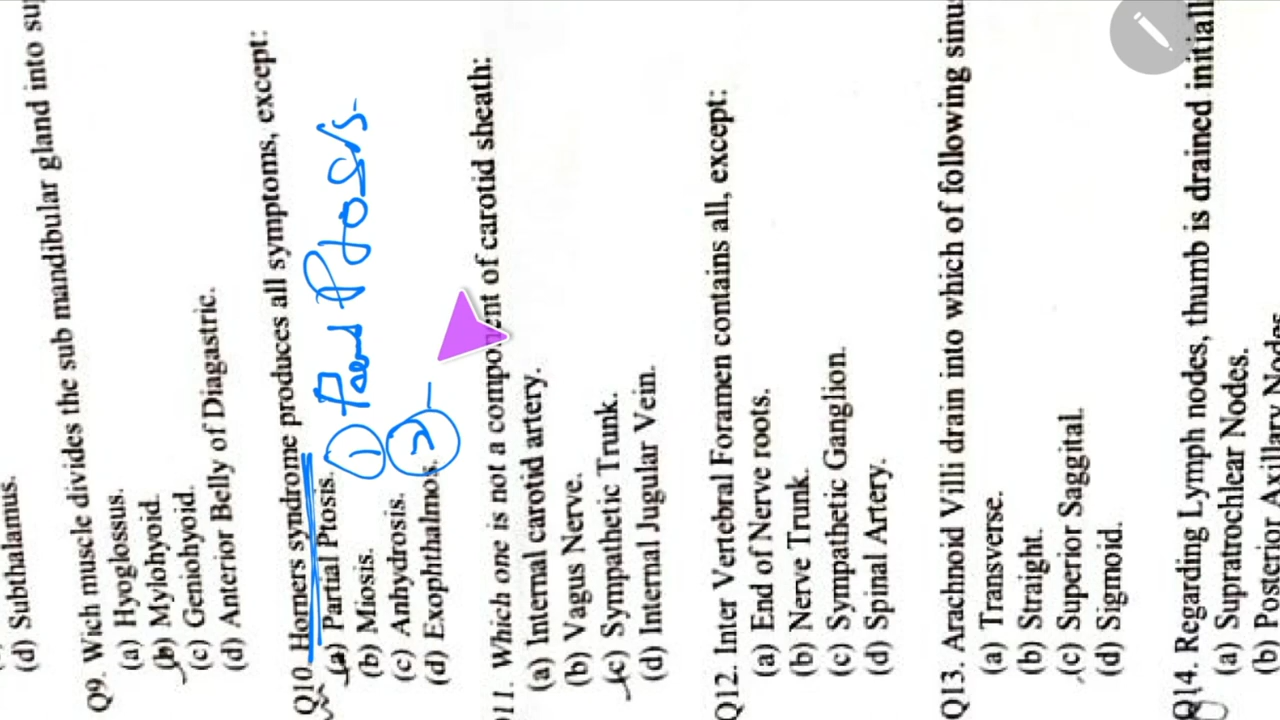 (d) Subthalamus.
Q9. Wich muscle divides the sub mandibular gland into su
(a) Hyoglossus.
(b) Mylohyoid.
(c) Geniohyoid.
(d) Anterior Belly of Diagastric.
Q10. Horners syndrome produces all symptoms, except:
(a) Partial Ptosis.
(b) Miosis.
(c) Anhydrosis.
(d) Exophthalmos.
1) Ptosis
2) -
Q11. Which one is not a component of carotid sheath:
(a) Internal carotid artery.
(b) Vagus Nerve.
(c) Sympathetic Trunk.
(d) Internal Jugular Vein.
Q12. Inter Vertebral Foramen contains all, except:
(a) End of Nerve roots.
(b) Nerve Trunk.
(c) Sympathetic Ganglion.
(d) Spinal Artery.
Q13. Arachnoid Villi drain into which of following sinu
(a) Transverse.
(b) Straight.
(c) Superior Saggital.
(d) Sigmoid.
Q14. Regarding Lymph nodes, thumb is drained initiall
(a) Supratrochlear Nodes.
(b) Posterior Axillary Nodes